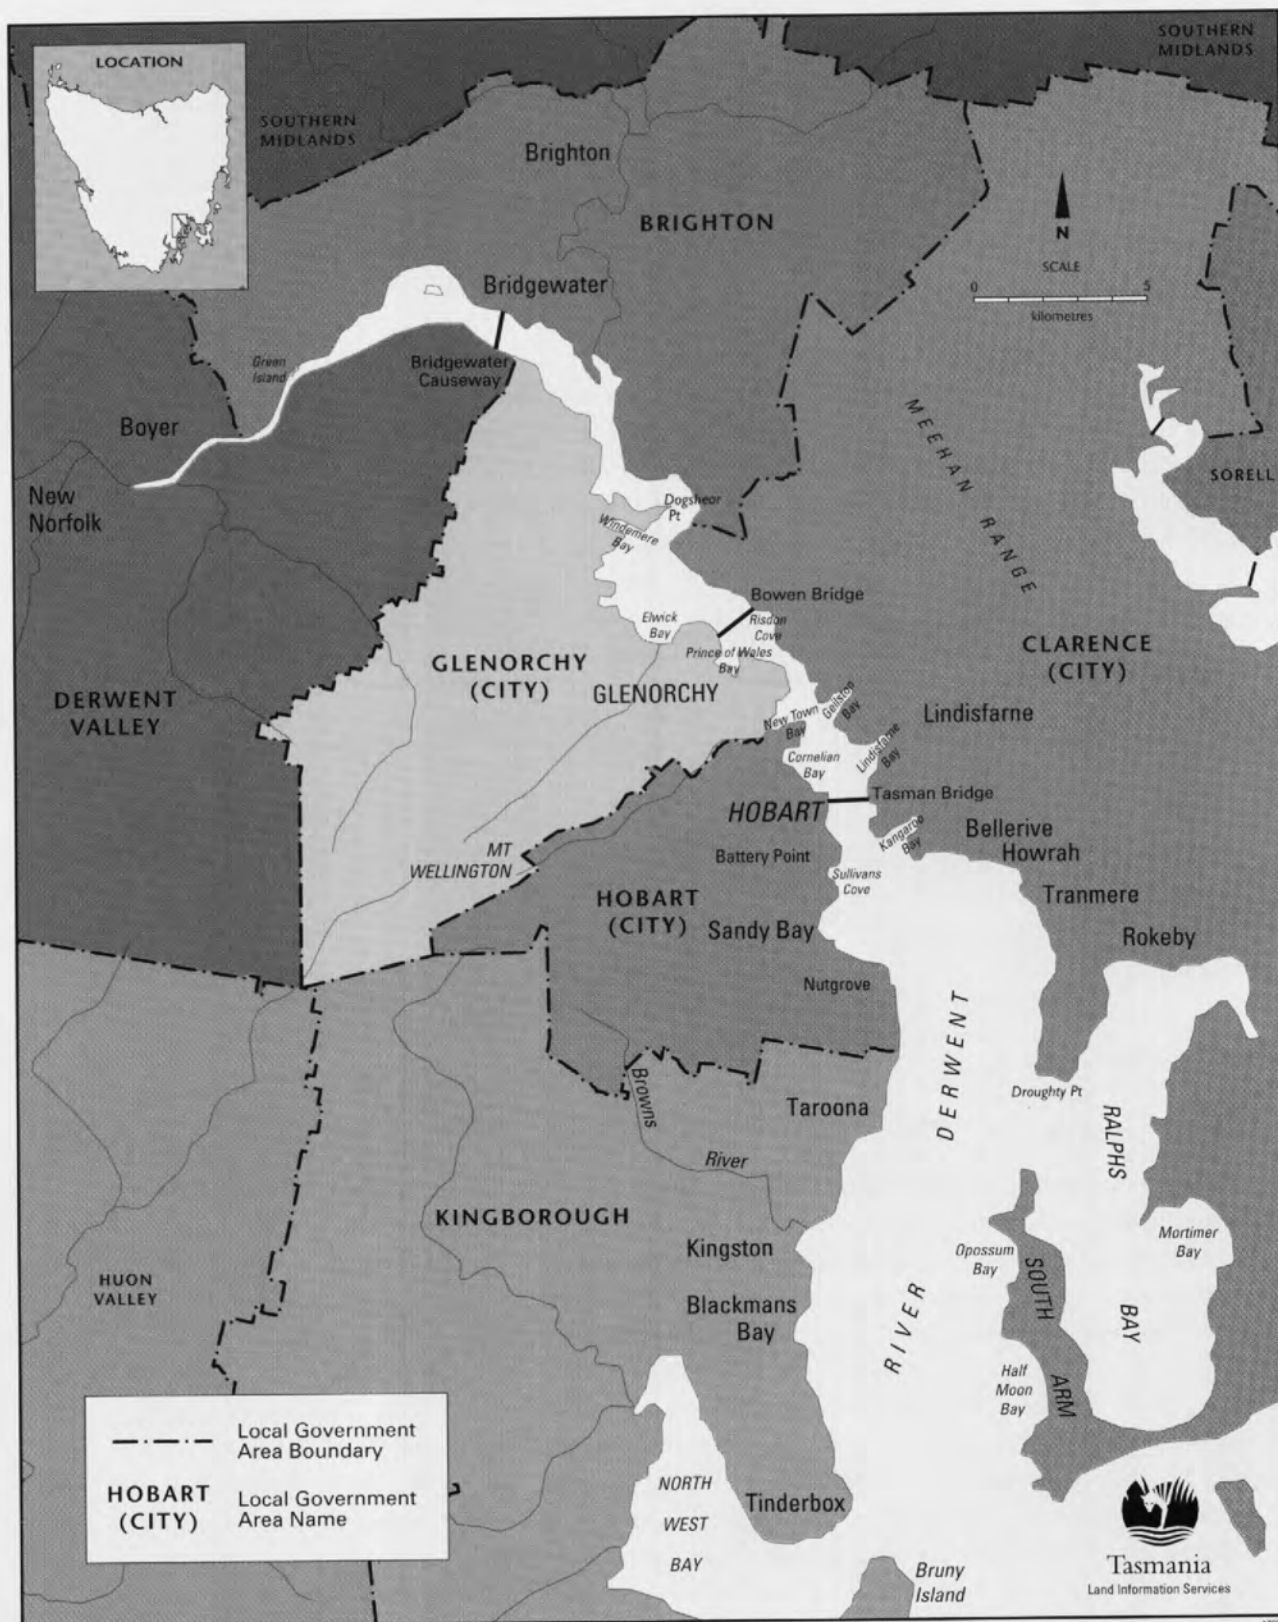 LOCATION
SOUTHERN
MIDLANDS
SOUTHERN
MIDLANDS
Brighton
BRIGHTON
N
SCALE
0 5
kilometres
Bridgewater
Green
Island
Bridgewater
Causeway
Boyer
New
Norfolk
MEEHAN RANGE
SORELL
Dogshear
Pt
Windemere
Bay
Bowen Bridge
Elwick
Bay
Risdon
Cove
Prince of Wales
Bay
CLARENCE
(CITY)
GLENORCHY
(CITY)
GLENORCHY
DERWENT
VALLEY
New Town
Bay
Geilston
Bay
Lindisfarne
Cornelian
Bay
Lindisfarne
Bay
HOBART
Tasman Bridge
Kangaroo
Bay
Bellerive
Howrah
MT
WELLINGTON
Battery Point
Sullivans
Cove
Tranmere
HOBART
(CITY)
Sandy Bay
Rokeby
Nutgrove
DERWENT
Browns
River
Taroona
Droughty Pt
RALPHS
BAY
KINGBOROUGH
Kingston
Opossum
Bay
Mortimer
Bay
SOUTH
ARM
HUON
VALLEY
Blackmans
Bay
RIVER
Half
Moon
Bay
Local Government
Area Boundary
HOBART
(CITY)
Local Government
Area Name
NORTH
WEST
BAY
Tinderbox
Bruny
Island
Tasmania
Land Information Services